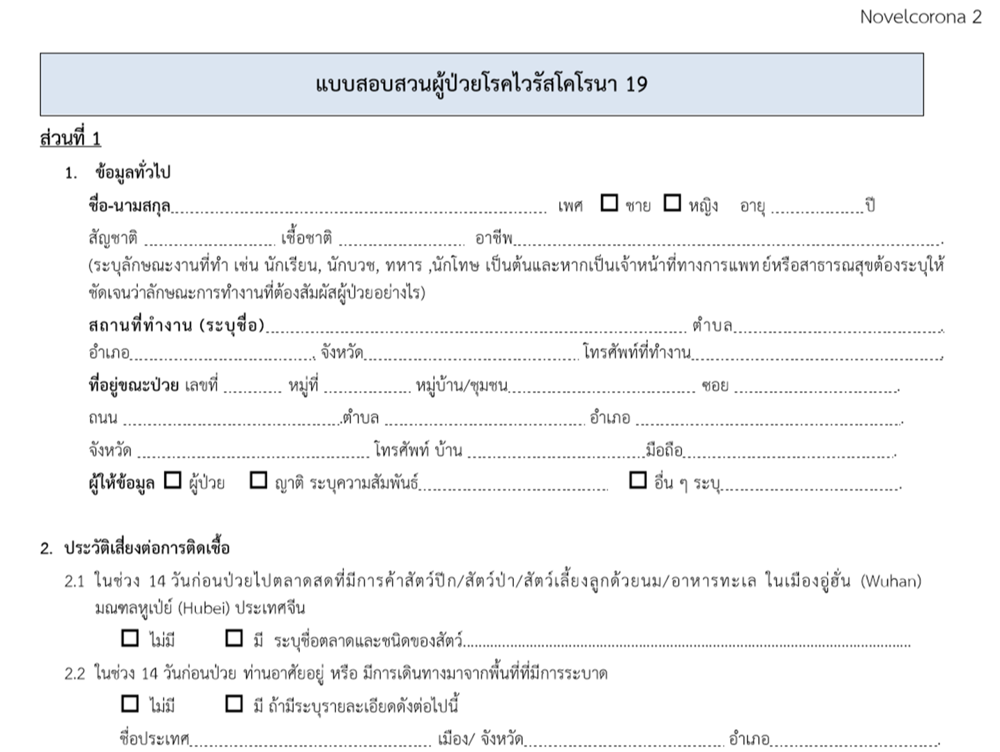 Novelcorona 2
แบบสอบสวนผู้ป่วยโรคไวรัสโคโรนา 19
ส่วนที่ 1
1. ข้อมูลทั่วไป
ชื่อ-นามสกุล เพศ ☐ ชาย ☐ หญิง อายุ ปี
สัญชาติ เชื้อชาติ อาชีพ
(ระบุลักษณะงานที่ทำ เช่น นักเรียน, นักบวช, ทหาร ,นักโทษ เป็นต้นและหากเป็นเจ้าหน้าที่ทางการแพทย์หรือสาธารณสุขต้องระบุให้
ชัดเจนว่าลักษณะการทำงานที่ต้องสัมผัสผู้ป่วยอย่างไร)
สถานที่ทำงาน (ระบุชื่อ) ตำบล
อำเภอ จังหวัด โทรศัพท์ที่ทำงาน
ที่อยู่ขณะป่วย เลขที่ หมู่ที่ หมู่บ้าน/ชุมชน ซอย
ถนน ตำบล อำเภอ
จังหวัด โทรศัพท์ บ้าน มือถือ
ผู้ให้ข้อมูล ☐ ผู้ป่วย ☐ ญาติ ระบุความสัมพันธ์ ☐ อื่น ๆ ระบุ
2. ประวัติเสี่ยงต่อการติดเชื้อ
2.1 ในช่วง 14 วันก่อนป่วยไปตลาดสดที่มีการค้าสัตว์ปีก/สัตว์ป่า/สัตว์เลี้ยงลูกด้วยนม/อาหารทะเล ในเมืองอู่ฮั่น (Wuhan)
มณฑลหูเป่ย์ (Hubei) ประเทศจีน
☐ ไม่มี ☐ มี ระบุชื่อตลาดและชนิดของสัตว์
2.2 ในช่วง 14 วันก่อนป่วย ท่านอาศัยอยู่ หรือ มีการเดินทางมาจากพื้นที่ที่มีการระบาด
☐ ไม่มี ☐ มี ถ้ามีระบุรายละเอียดดังต่อไปนี้
ชื่อประเทศ เมือง/ จังหวัด อำเภอ